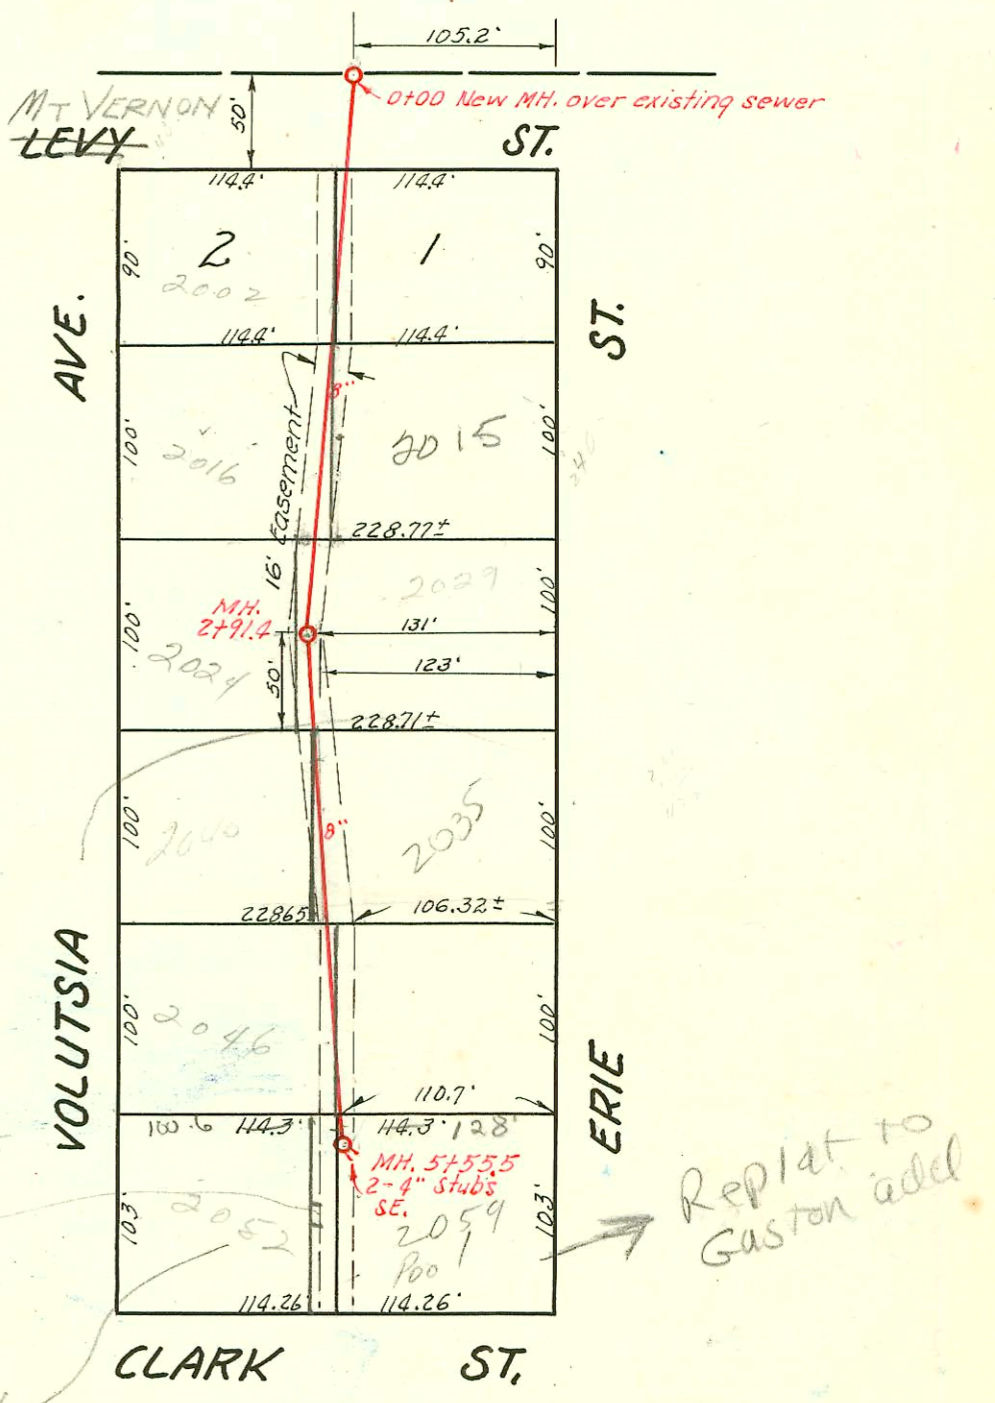 105.2'
0+00 New MH. over existing sewer
MT VERNON
LEVY
ST.
50'
114.4'
114.4'
2
1
90'
90'
2002
114.4'
114.4'
AVE.
ST.
8"
16' Easement
100'
2016
2015
100'
228.77±
2029
MH.
2+91.4
131'
100'
100'
2024
50'
123'
228.71±
100'
2040
8"
2035
100'
228.65
106.32±
VOLUTSIA
100'
2046
100'
ERIE
110.7'
100.6
114.3'
114.3'
128'
MH. 5+55.5
2-4" Stubs
SE.
103'
2052
2059
Pool
103'
Replat to
Gaston add
114.26'
114.26'
CLARK
ST.